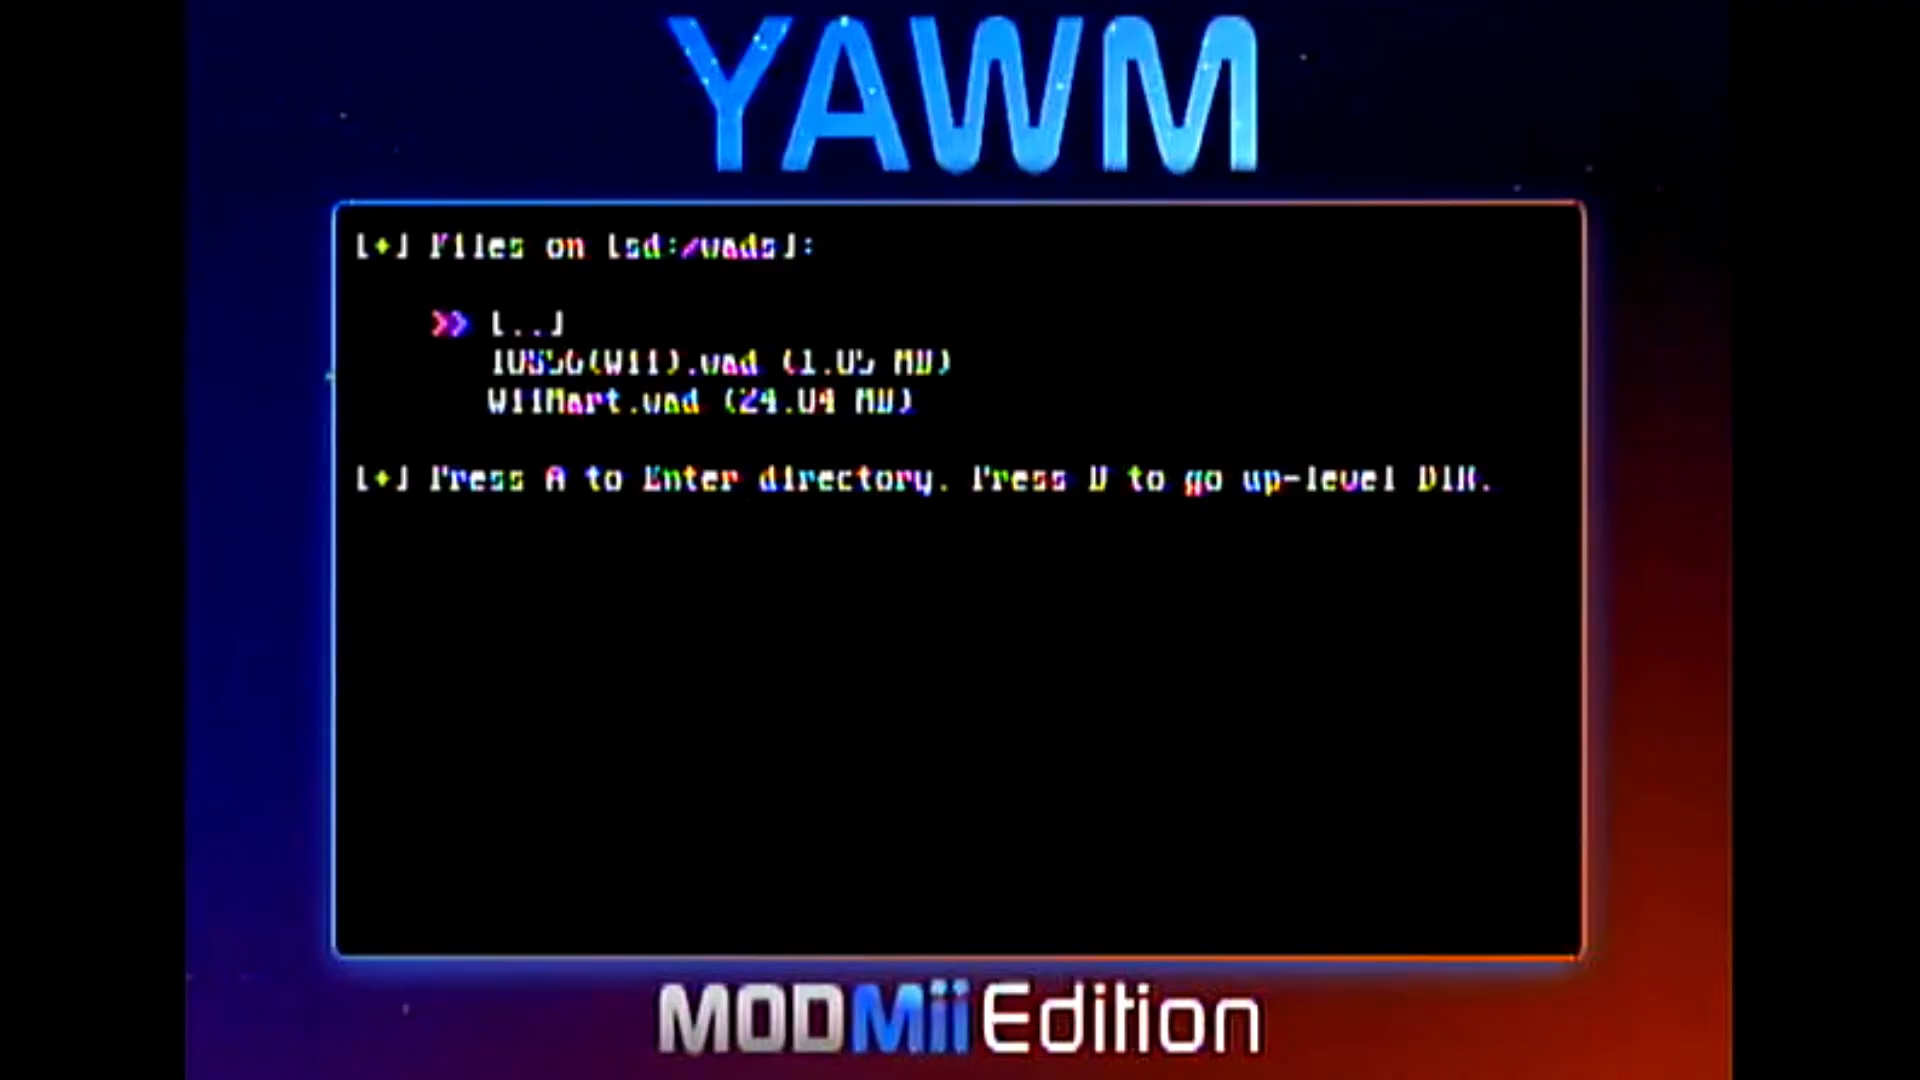 YAWM
[+] Files on [sd:/wads]:
>> [..]
IOS56(Wii).wad (1.05 MB)
WiiMart.wad (24.04 MB)
[+] Press A to Enter directory. Press B to go up-level DIR.
MODMii Edition